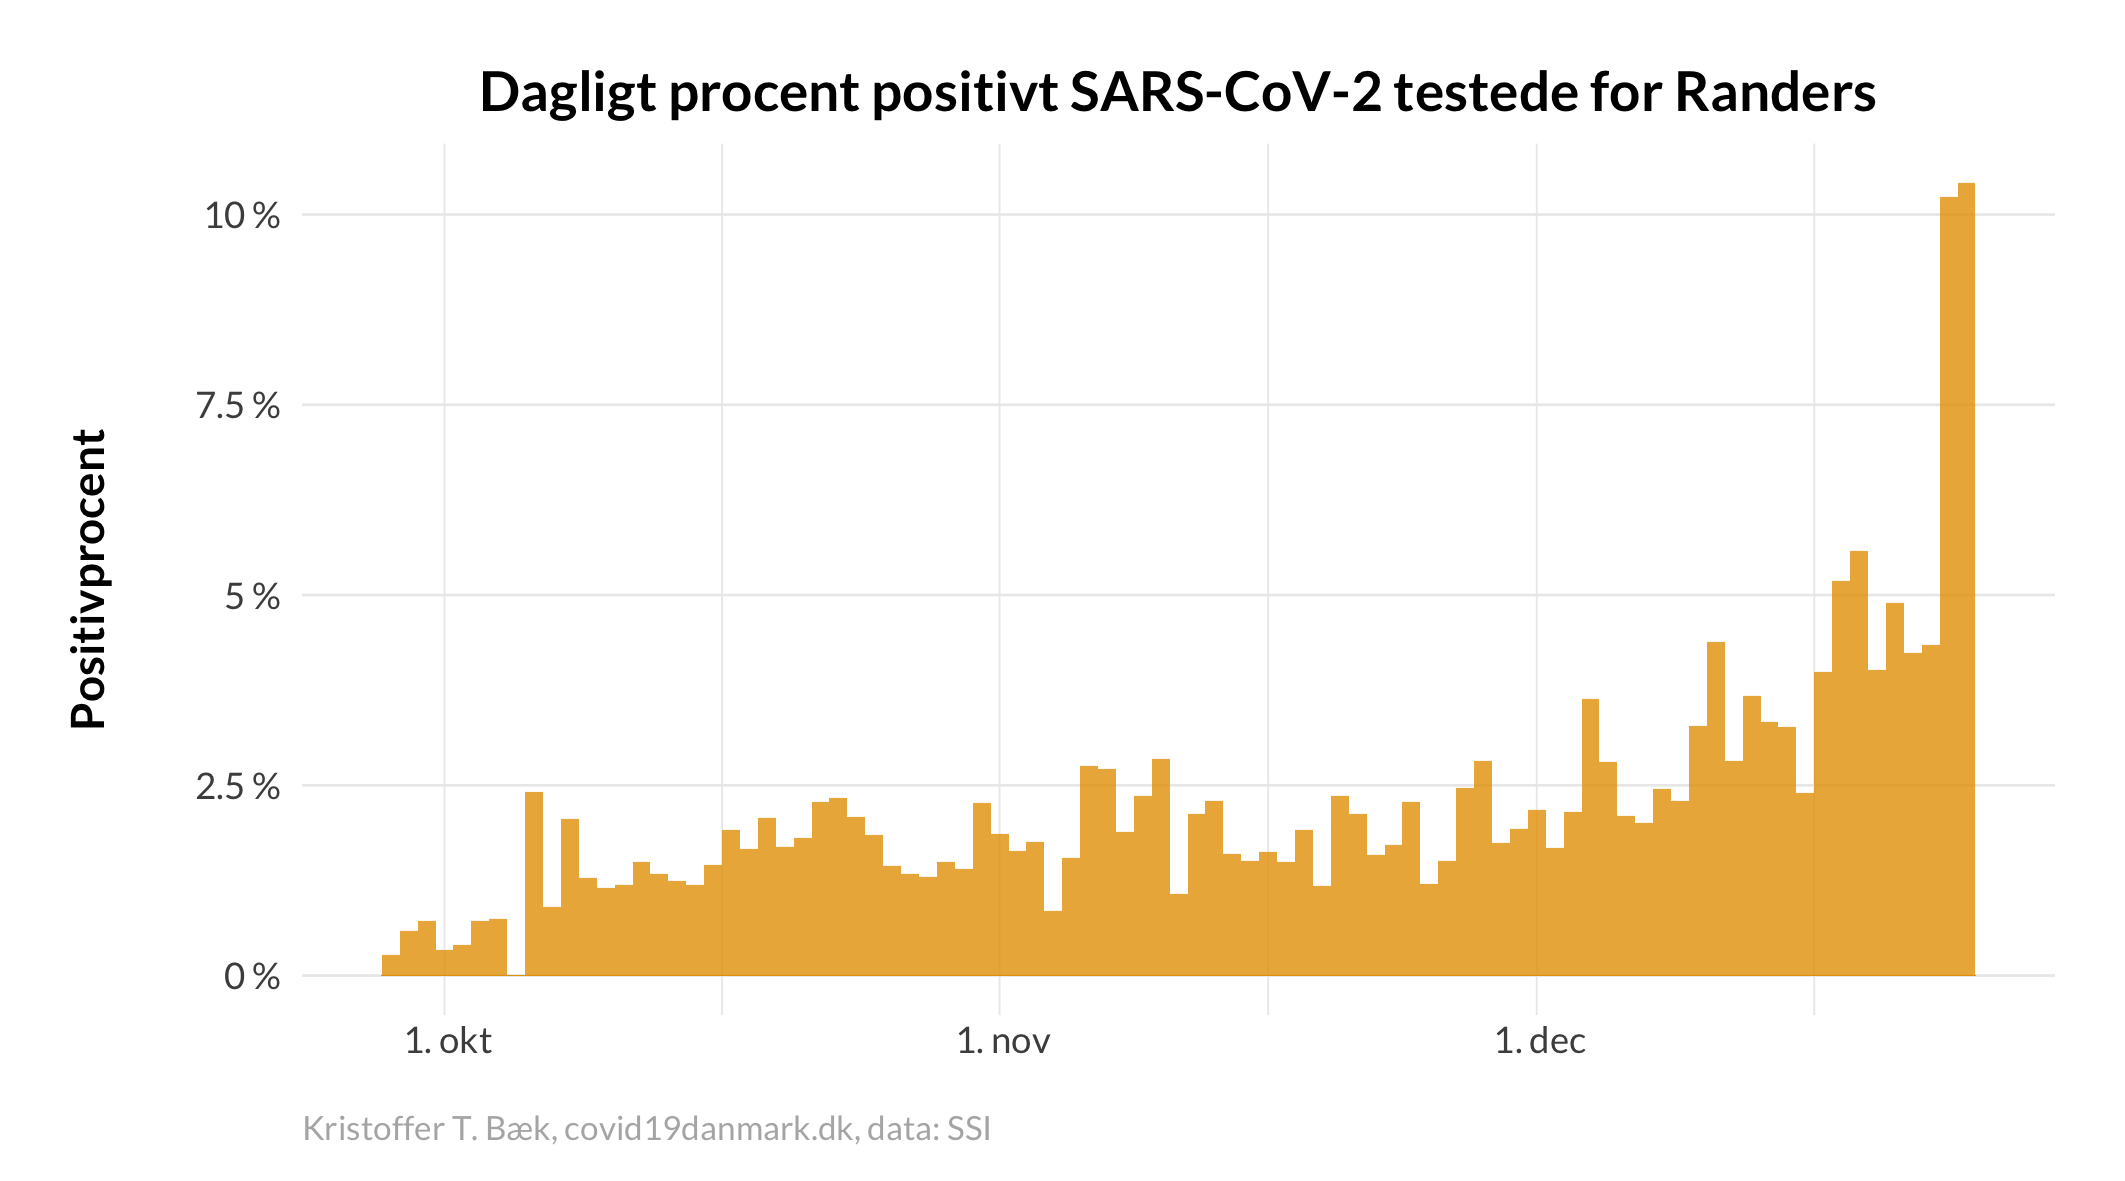 Dagligt procent positivt SARS-CoV-2 testede for Randers
Positivprocent
10 %
7.5 %
5 %
2.5 %
0 %
1. okt
1. nov
1. dec
Kristoffer T. Bæk, covid19danmark.dk, data: SSI